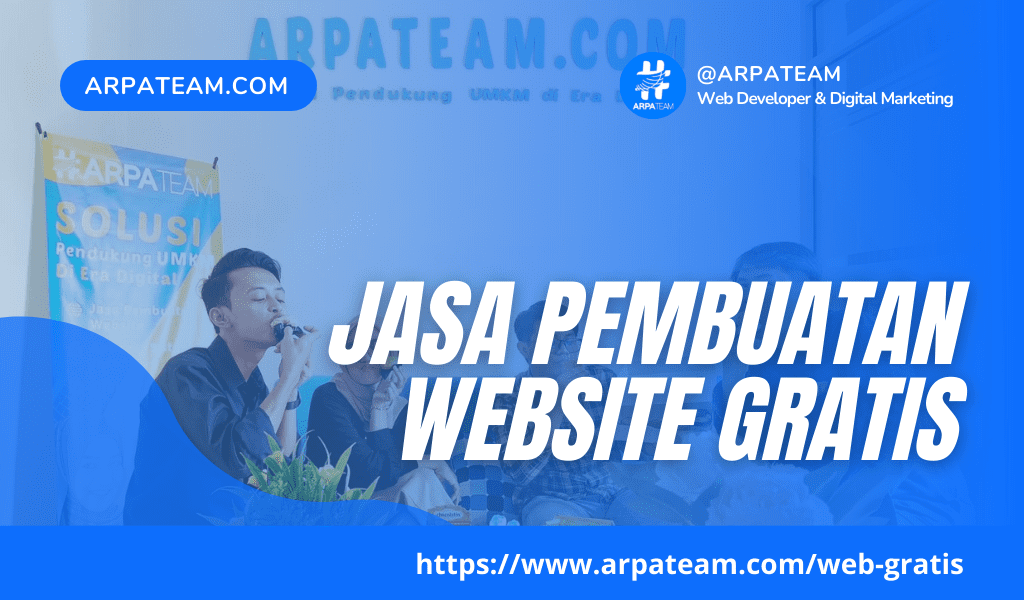 ARPATEAM.COM
ARPATEAM.COM
@ARPATEAM
ARPATEAM
Web Developer & Digital Marketing
Pendukung UMKM di Era
ARPATEAM
SOLUSI
Pendukung UMK
Di Era Digital
JASA PEMBUATAN
WEBSITE GRATIS
https://www.arpateam.com/web-gratis